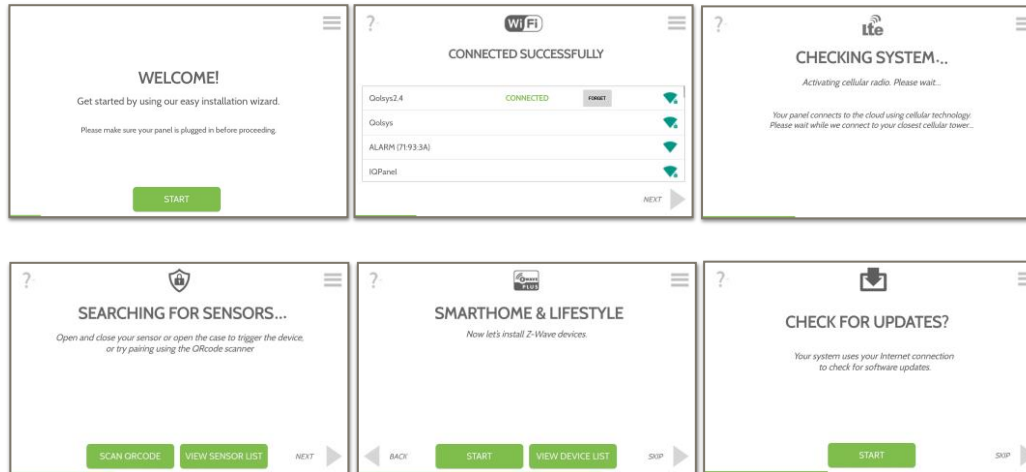 WELCOME!
Get started by using our easy installation wizard.
Please make sure your panel is plugged in before proceeding.
START
?
WiFi
CONNECTED SUCCESSFULLY
Qolsys2.4 CONNECTED FORGET
Qolsys
ALARM (71:93:3A)
IQPanel
NEXT
?
lte
CHECKING SYSTEM...
Activating cellular radio. Please wait...
Your panel connects to the cloud using cellular technology.
Please wait while we connect to your closest cellular tower...
?
SEARCHING FOR SENSORS...
Open and close your sensor or open the case to trigger the device,
or try pairing using the QRcode scanner
SCAN QRCODE VIEW SENSOR LIST NEXT
?
Z WAVE PLUS
SMARTHOME & LIFESTYLE
Now let's install Z-Wave devices.
BACK START VIEW DEVICE LIST SKIP
?
CHECK FOR UPDATES?
Your system uses your Internet connection
to check for software updates.
START SKIP